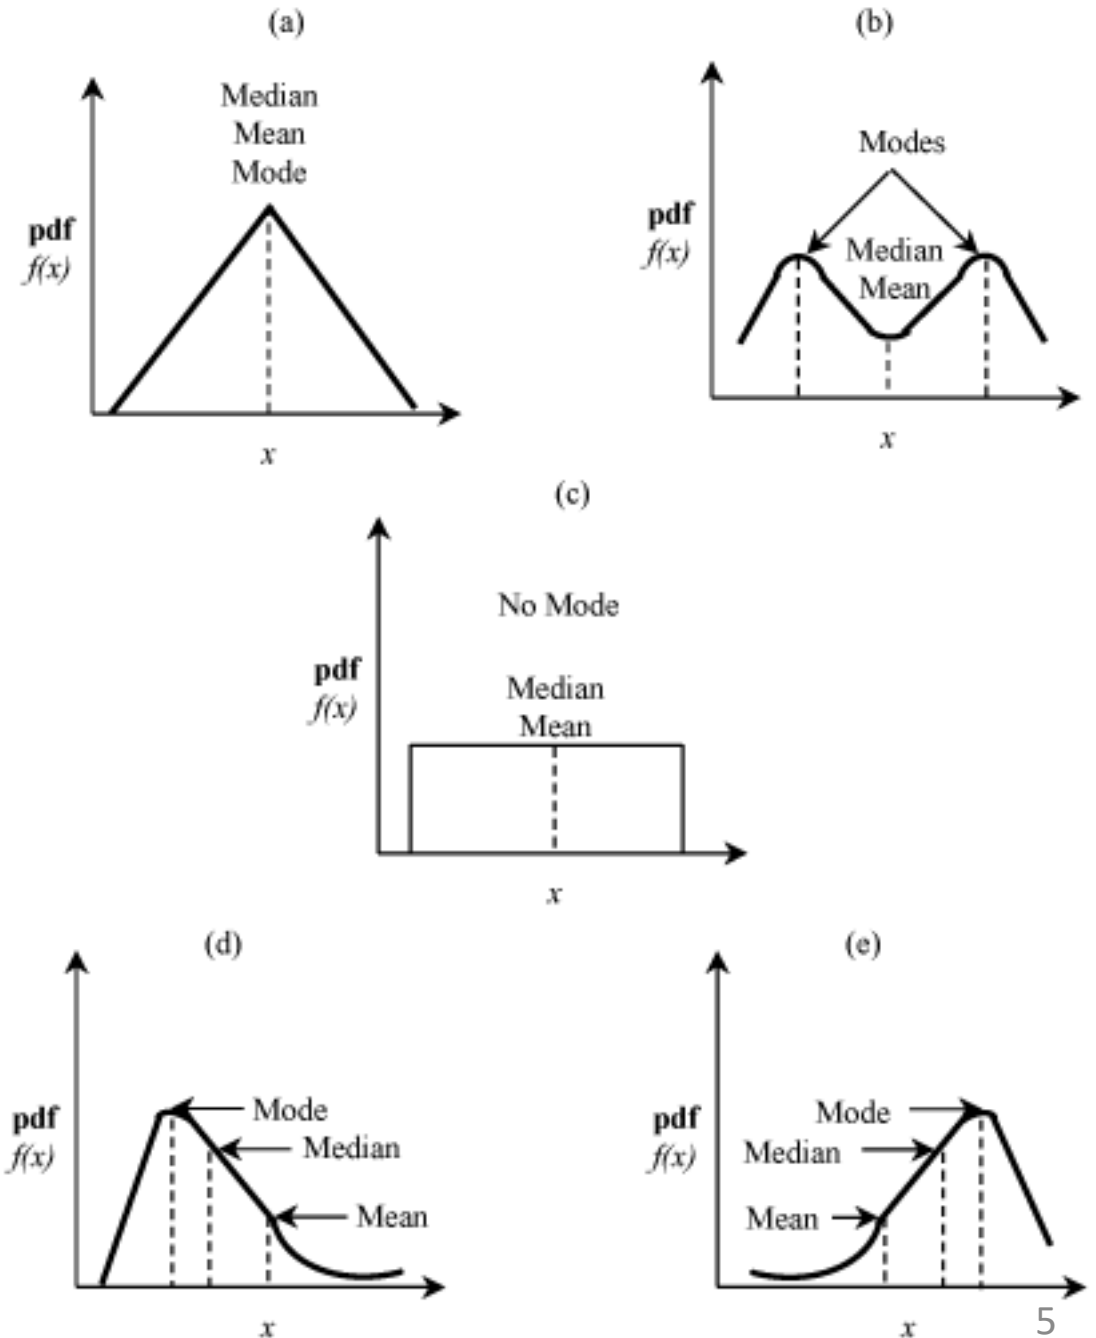 (a)
Median
Mean
Mode
pdf
f(x)
x
(b)
Modes
pdf
f(x)
Median
Mean
x
(c)
No Mode
pdf
f(x)
Median
Mean
x
(d)
Mode
pdf
f(x)
Median
Mean
x
(e)
Mode
pdf
f(x)
Median
Mean
x
5